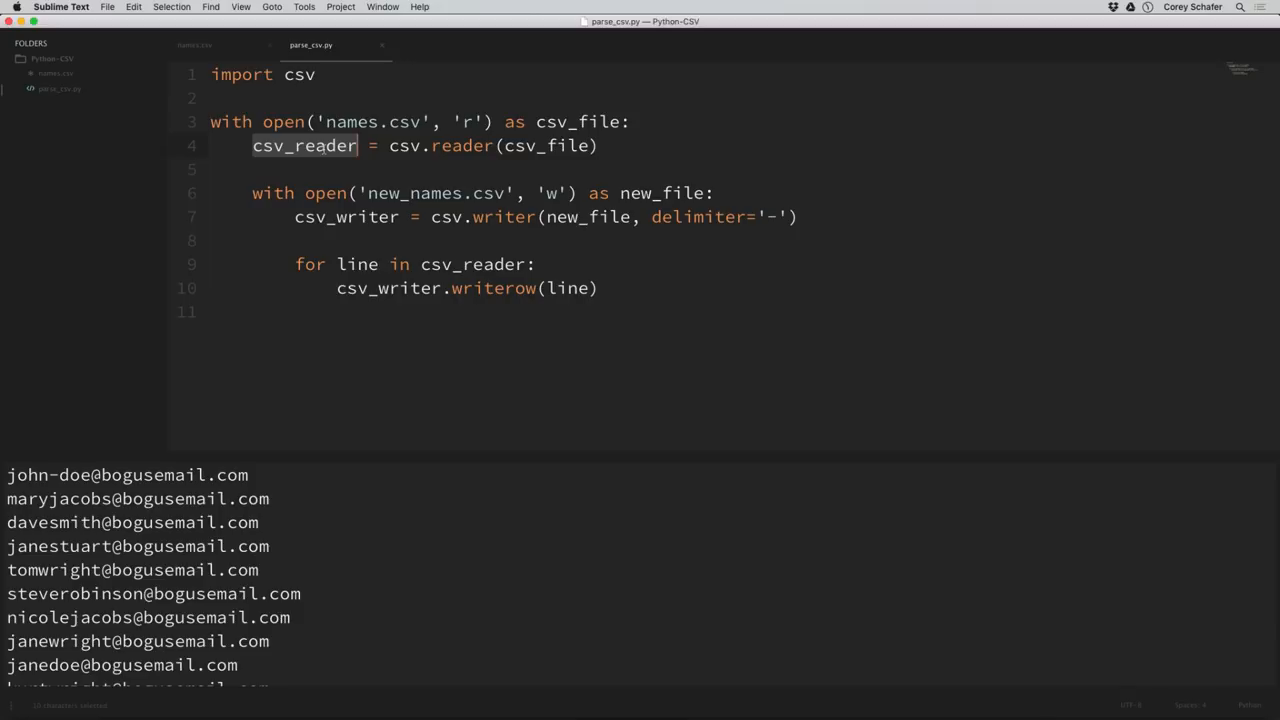 Sublime Text File Edit Selection Find View Goto Tools Project Window Help Corey Schafer
parse_csv.py — Python-CSV
FOLDERS
Python-CSV
names.csv
parse_csv.py
names.csv parse_csv.py
1 import csv
2
3 with open('names.csv', 'r') as csv_file:
4 csv_reader = csv.reader(csv_file)
5
6 with open('new_names.csv', 'w') as new_file:
7 csv_writer = csv.writer(new_file, delimiter='-')
8
9 for line in csv_reader:
10 csv_writer.writerow(line)
11
john-doe@bogusemail.com
maryjacobs@bogusemail.com
davesmith@bogusemail.com
janestuart@bogusemail.com
tomwright@bogusemail.com
steverobinson@bogusemail.com
nicolejacobs@bogusemail.com
janewright@bogusemail.com
janedoe@bogusemail.com
characters selected UTF-8 Spaces: 4 Python